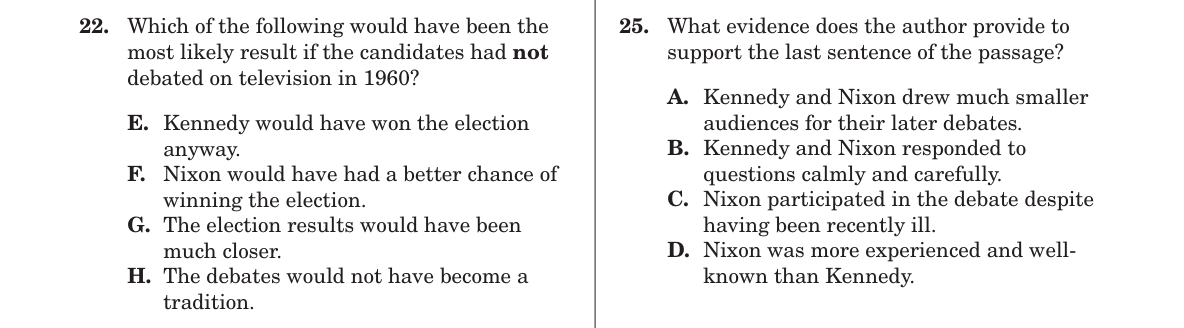 22. Which of the following would have been the
most likely result if the candidates had not
debated on television in 1960?
E. Kennedy would have won the election
anyway.
F. Nixon would have had a better chance of
winning the election.
G. The election results would have been
much closer.
H. The debates would not have become a
tradition.
25. What evidence does the author provide to
support the last sentence of the passage?
A. Kennedy and Nixon drew much smaller
audiences for their later debates.
B. Kennedy and Nixon responded to
questions calmly and carefully.
C. Nixon participated in the debate despite
having been recently ill.
D. Nixon was more experienced and well-
known than Kennedy.